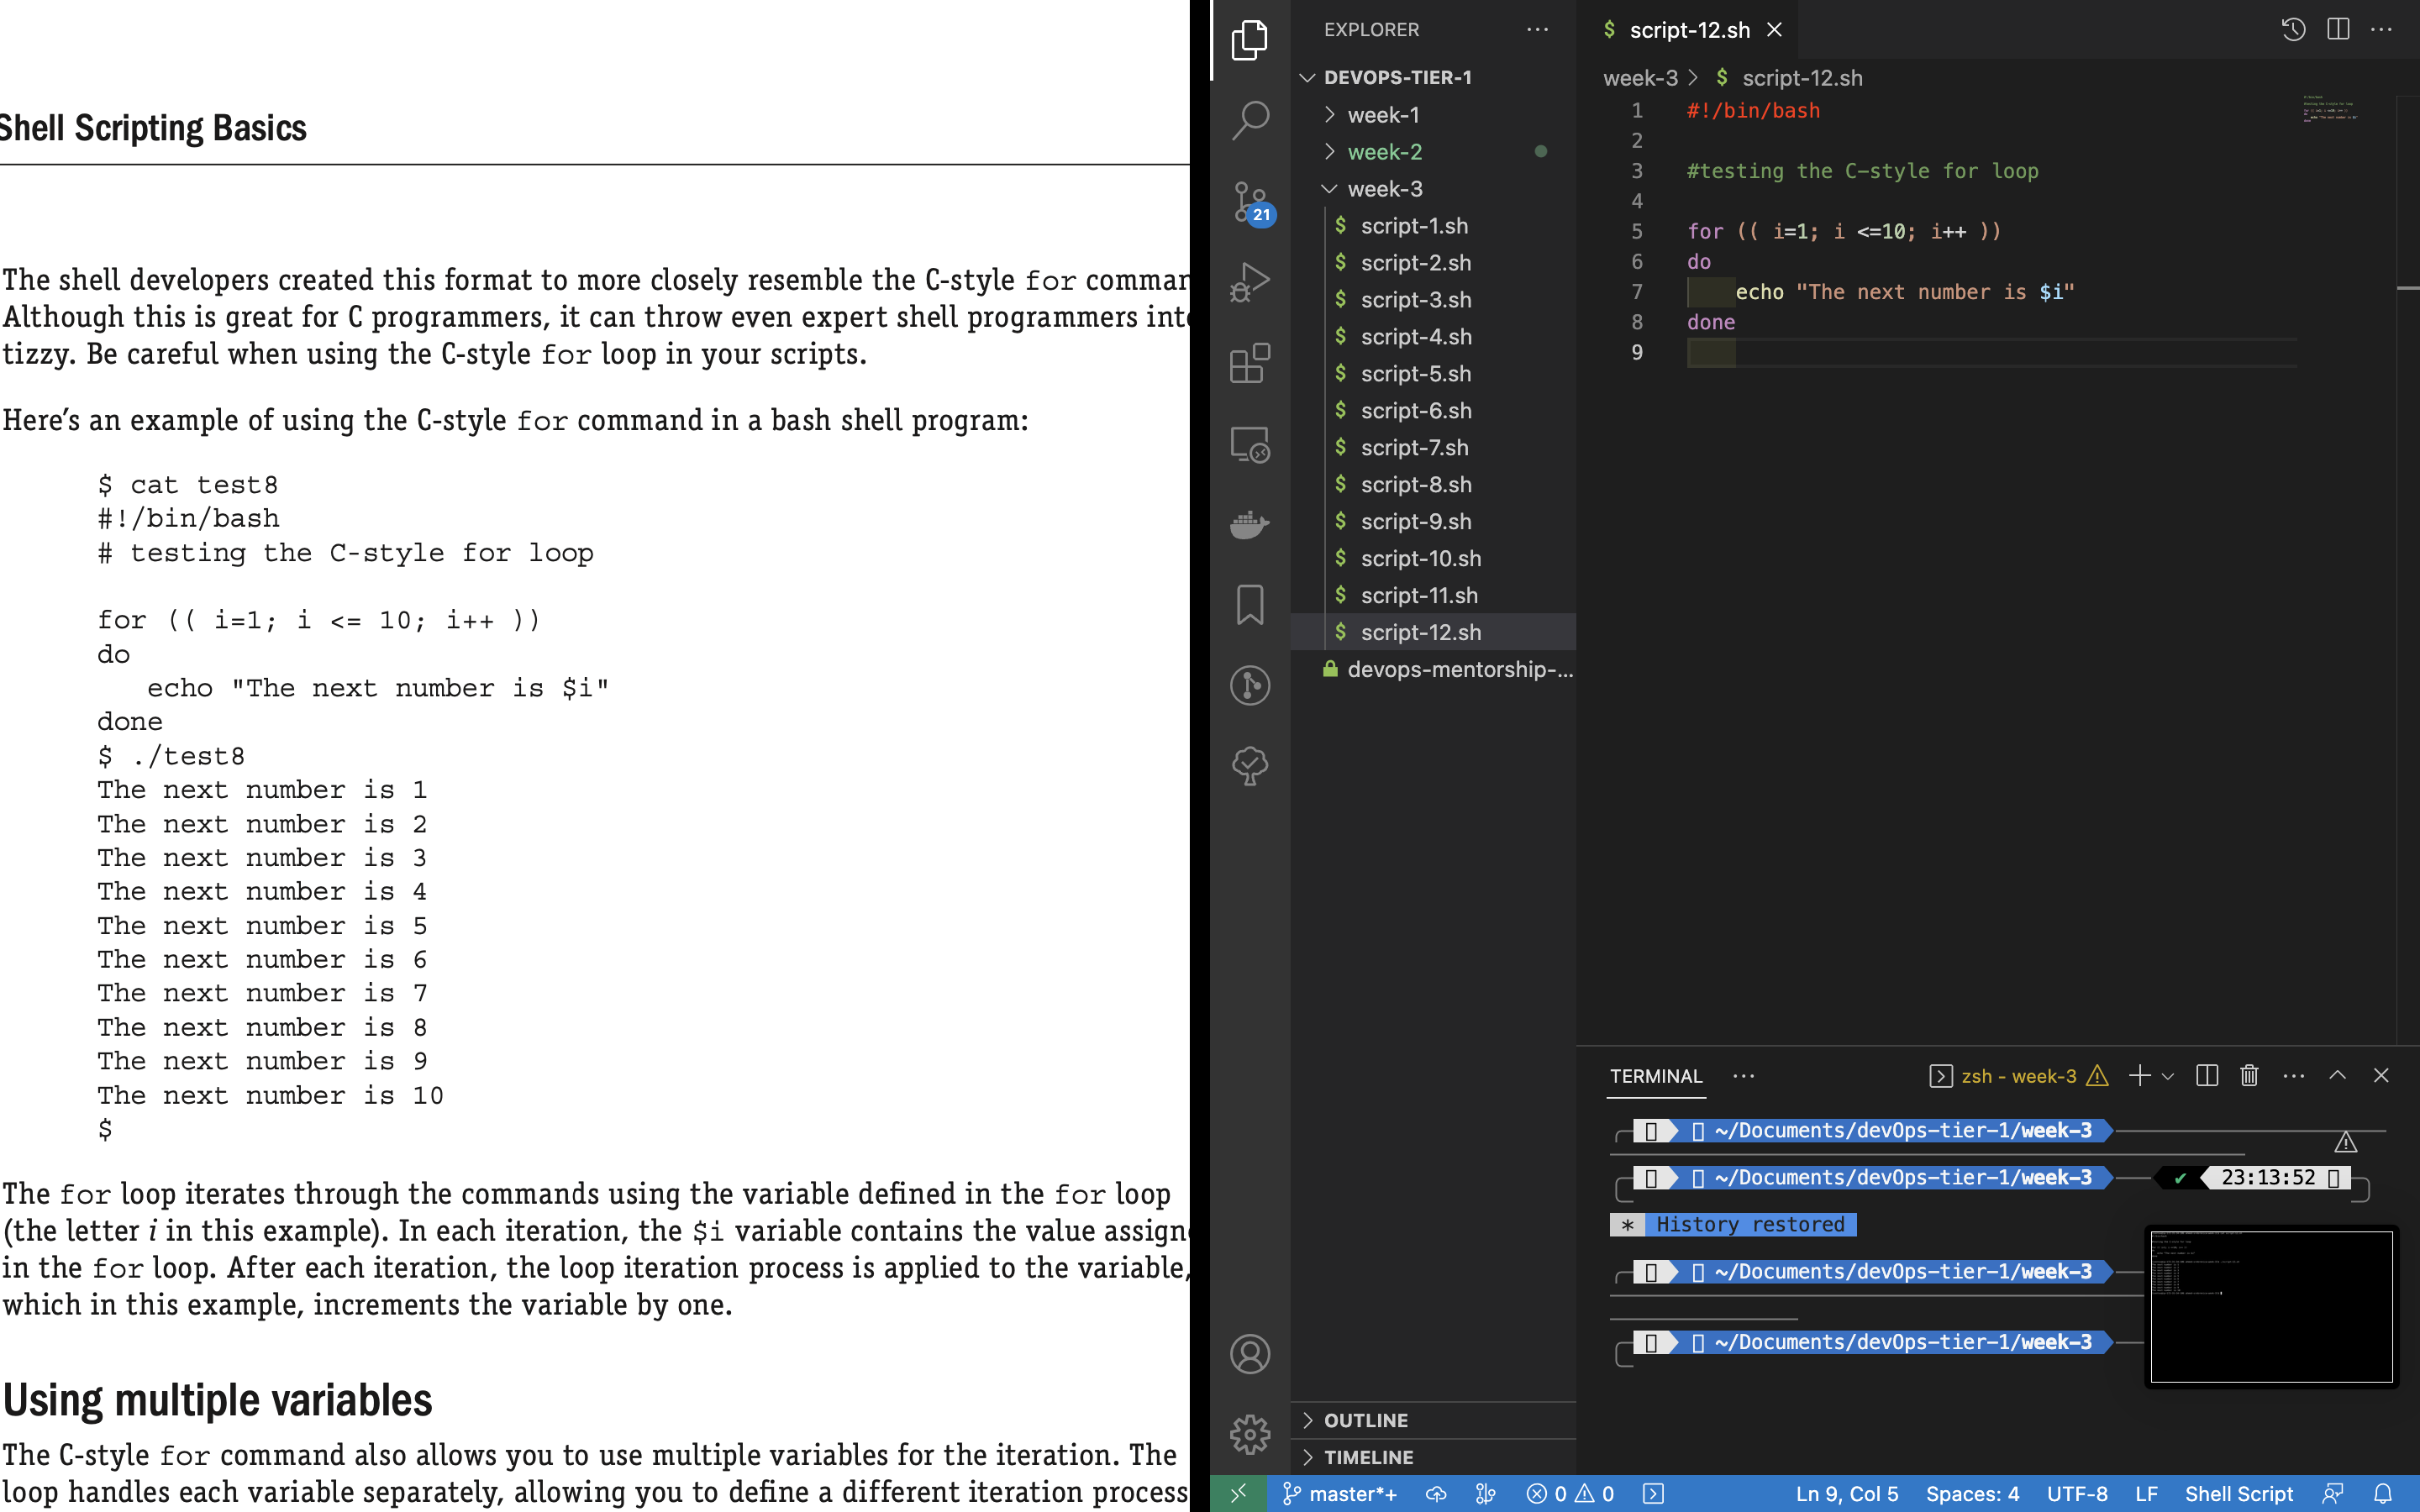 Shell Scripting Basics
The shell developers created this format to more closely resemble the C-style for comman
Although this is great for C programmers, it can throw even expert shell programmers into
tizzy. Be careful when using the C-style for loop in your scripts.
Here's an example of using the C-style for command in a bash shell program:
$ cat test8
#!/bin/bash
# testing the C-style for loop
for (( i=1; i <= 10; i++ ))
do
echo "The next number is $i"
done
$ ./test8
The next number is 1
The next number is 2
The next number is 3
The next number is 4
The next number is 5
The next number is 6
The next number is 7
The next number is 8
The next number is 9
The next number is 10
$
The for loop iterates through the commands using the variable defined in the for loop
(the letter i in this example). In each iteration, the $i variable contains the value assign
in the for loop. After each iteration, the loop iteration process is applied to the variable,
which in this example, increments the variable by one.
Using multiple variables
The C-style for command also allows you to use multiple variables for the iteration. The
loop handles each variable separately, allowing you to define a different iteration process
21
EXPLORER
DEVOPS-TIER-1
week-1
week-2
week-3
$ script-1.sh
$ script-2.sh
$ script-3.sh
$ script-4.sh
$ script-5.sh
$ script-6.sh
$ script-7.sh
$ script-8.sh
$ script-9.sh
$ script-10.sh
$ script-11.sh
$ script-12.sh
devops-mentorship-...
OUTLINE
TIMELINE
$ script-12.sh
week-3 > $ script-12.sh
1 #!/bin/bash
2
3 #testing the C-style for loop
4
5 for (( i=1; i <=10; i++ ))
6 do
7 echo "The next number is $i"
8 done
9
TERMINAL
zsh - week-3
~/Documents/devOps-tier-1/week-3
~/Documents/devOps-tier-1/week-3 ✔ 23:13:52
* History restored
~/Documents/devOps-tier-1/week-3
~/Documents/devOps-tier-1/week-3
master*+ 0 0 Ln 9, Col 5 Spaces: 4 UTF-8 LF Shell Script